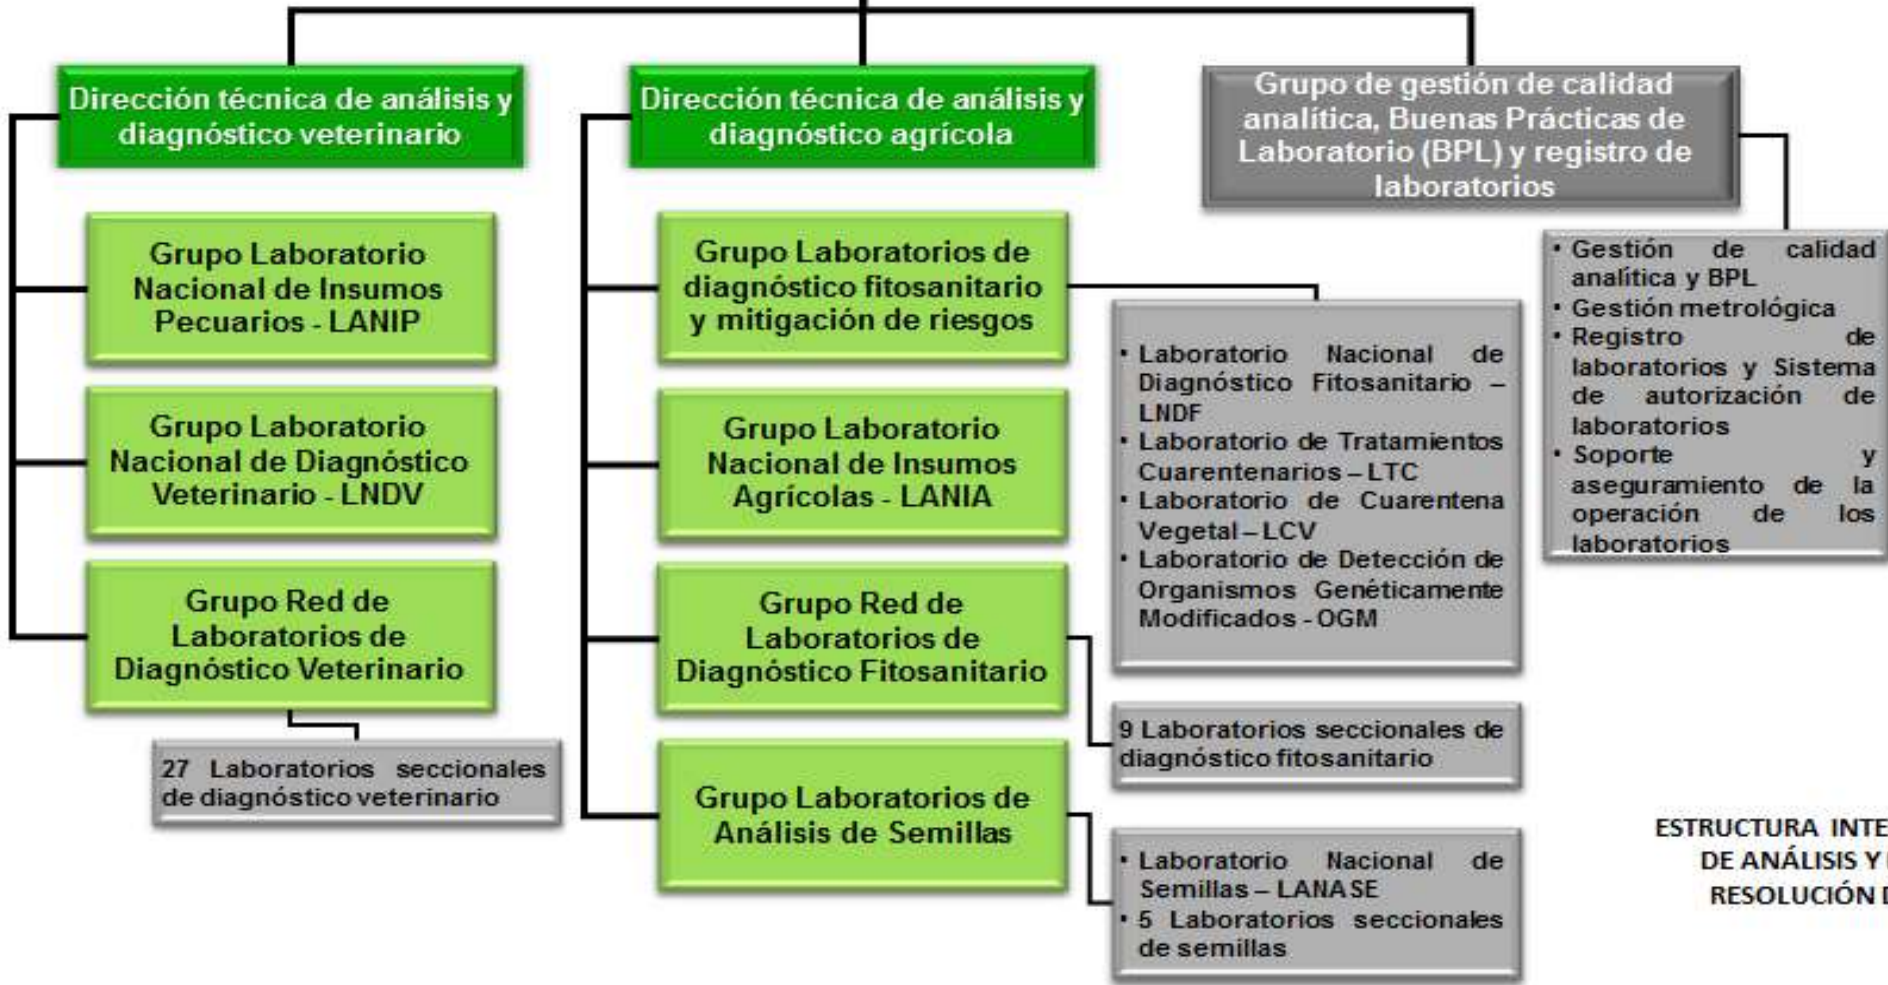 Dirección técnica de análisis y
diagnóstico veterinario
Grupo Laboratorio
Nacional de Insumos
Pecuarios - LANIP
Grupo Laboratorio
Nacional de Diagnóstico
Veterinario - LNDV
Grupo Red de
Laboratorios de
Diagnóstico Veterinario
27 Laboratorios seccionales
de diagnóstico veterinario
Dirección técnica de análisis y
diagnóstico agrícola
Grupo Laboratorios de
diagnóstico fitosanitario
y mitigación de riesgos
• Laboratorio Nacional de
Diagnóstico Fitosanitario –
LNDF
• Laboratorio de Tratamientos
Cuarentenarios – LTC
• Laboratorio de Cuarentena
Vegetal – LCV
• Laboratorio de Detección de
Organismos Genéticamente
Modificados - OGM
Grupo Laboratorio
Nacional de Insumos
Agrícolas - LANIA
Grupo Red de
Laboratorios de
Diagnóstico Fitosanitario
9 Laboratorios seccionales de
diagnóstico fitosanitario
Grupo Laboratorios de
Análisis de Semillas
• Laboratorio Nacional de
Semillas – LANASE
• 5 Laboratorios seccionales
de semillas
Grupo de gestión de calidad
analítica, Buenas Prácticas de
Laboratorio (BPL) y registro de
laboratorios
• Gestión de calidad
analítica y BPL
• Gestión metrológica
• Registro de
laboratorios y Sistema
de autorización de
laboratorios
• Soporte y
aseguramiento de la
operación de los
laboratorios
ESTRUCTURA
DE ANÁLISIS Y
RESOLUCIÓN